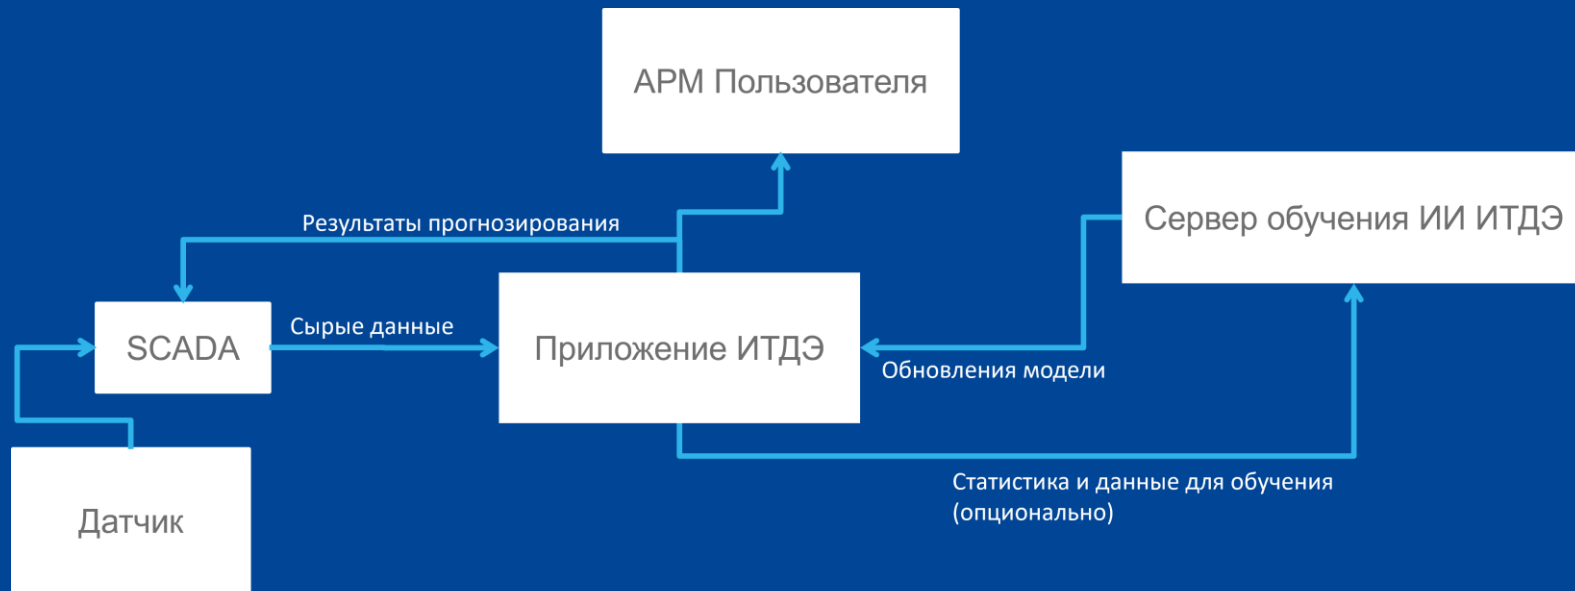 АРМ Пользователя
Сервер обучения ИИ ИТДЭ
Результаты прогнозирования
SCADA
Сырые данные
Приложение ИТДЭ
Обновления модели
Статистика и данные для обучения
(опционально)
Датчик